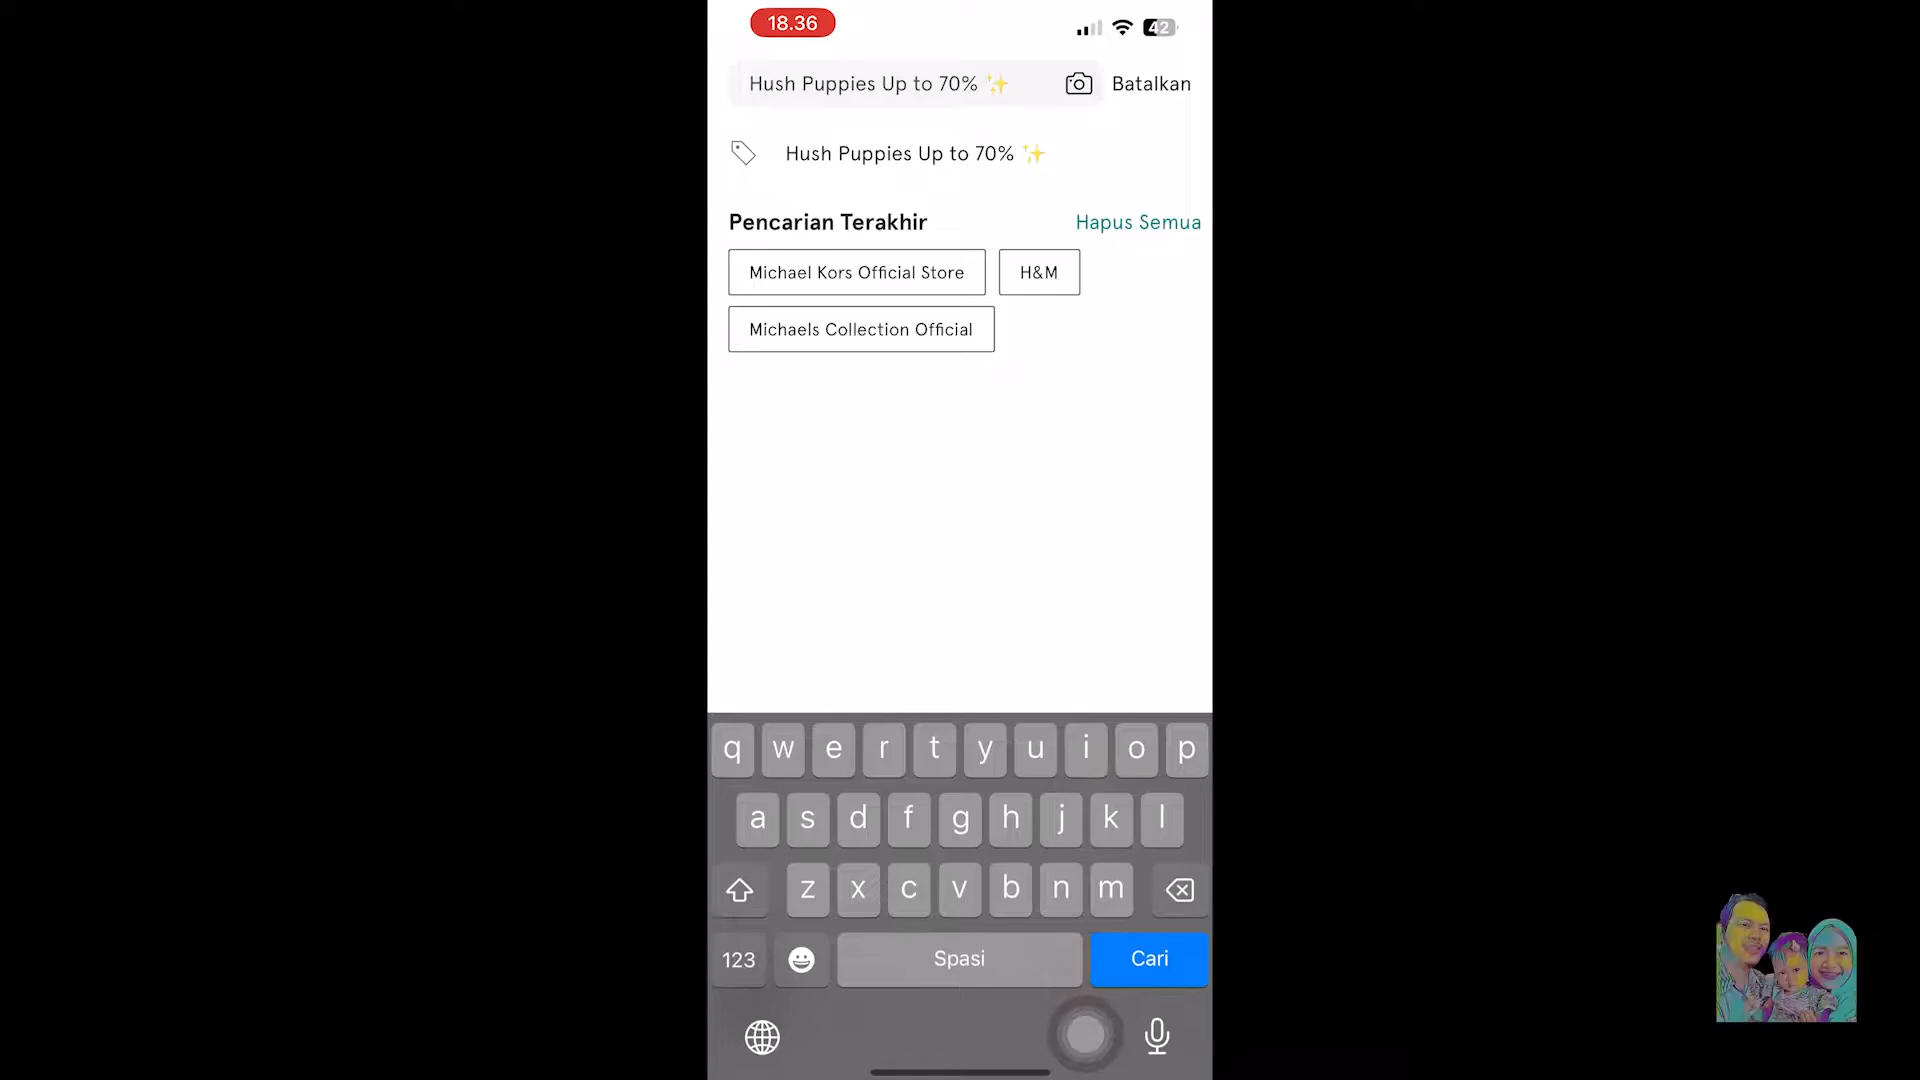 18.36
42
Hush Puppies Up to 70% ✨
Batalkan
Hush Puppies Up to 70% ✨
Pencarian Terakhir
Hapus Semua
Michael Kors Official Store
H&M
Michaels Collection Official
q w e r t y u i o p
a s d f g h j k l
z x c v b n m
123
Spasi
Cari